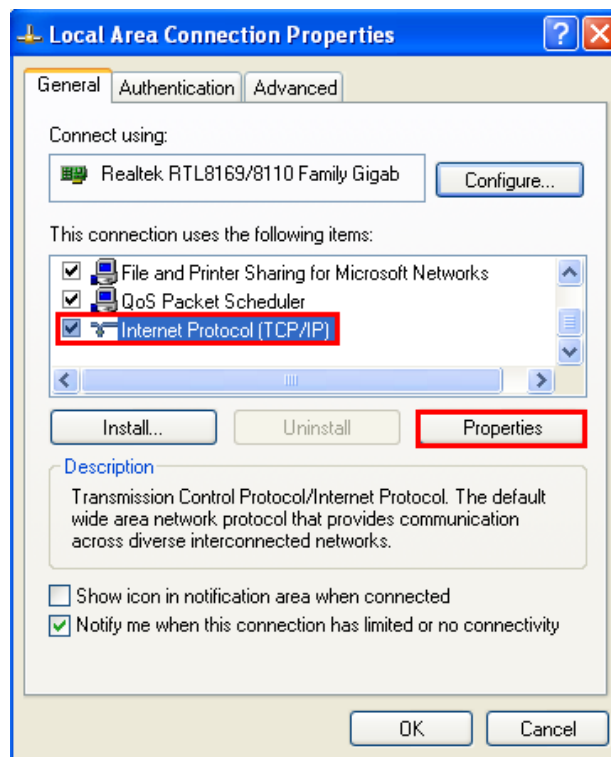 Local Area Connection Properties
General Authentication Advanced
Connect using:
Realtek RTL8169/8110 Family Gigab
Configure...
This connection uses the following items:
File and Printer Sharing for Microsoft Networks
QoS Packet Scheduler
Internet Protocol (TCP/IP)
Install... Uninstall Properties
Description
Transmission Control Protocol/Internet Protocol. The default
wide area network protocol that provides communication
across diverse interconnected networks.
Show icon in notification area when connected
Notify me when this connection has limited or no connectivity
OK Cancel